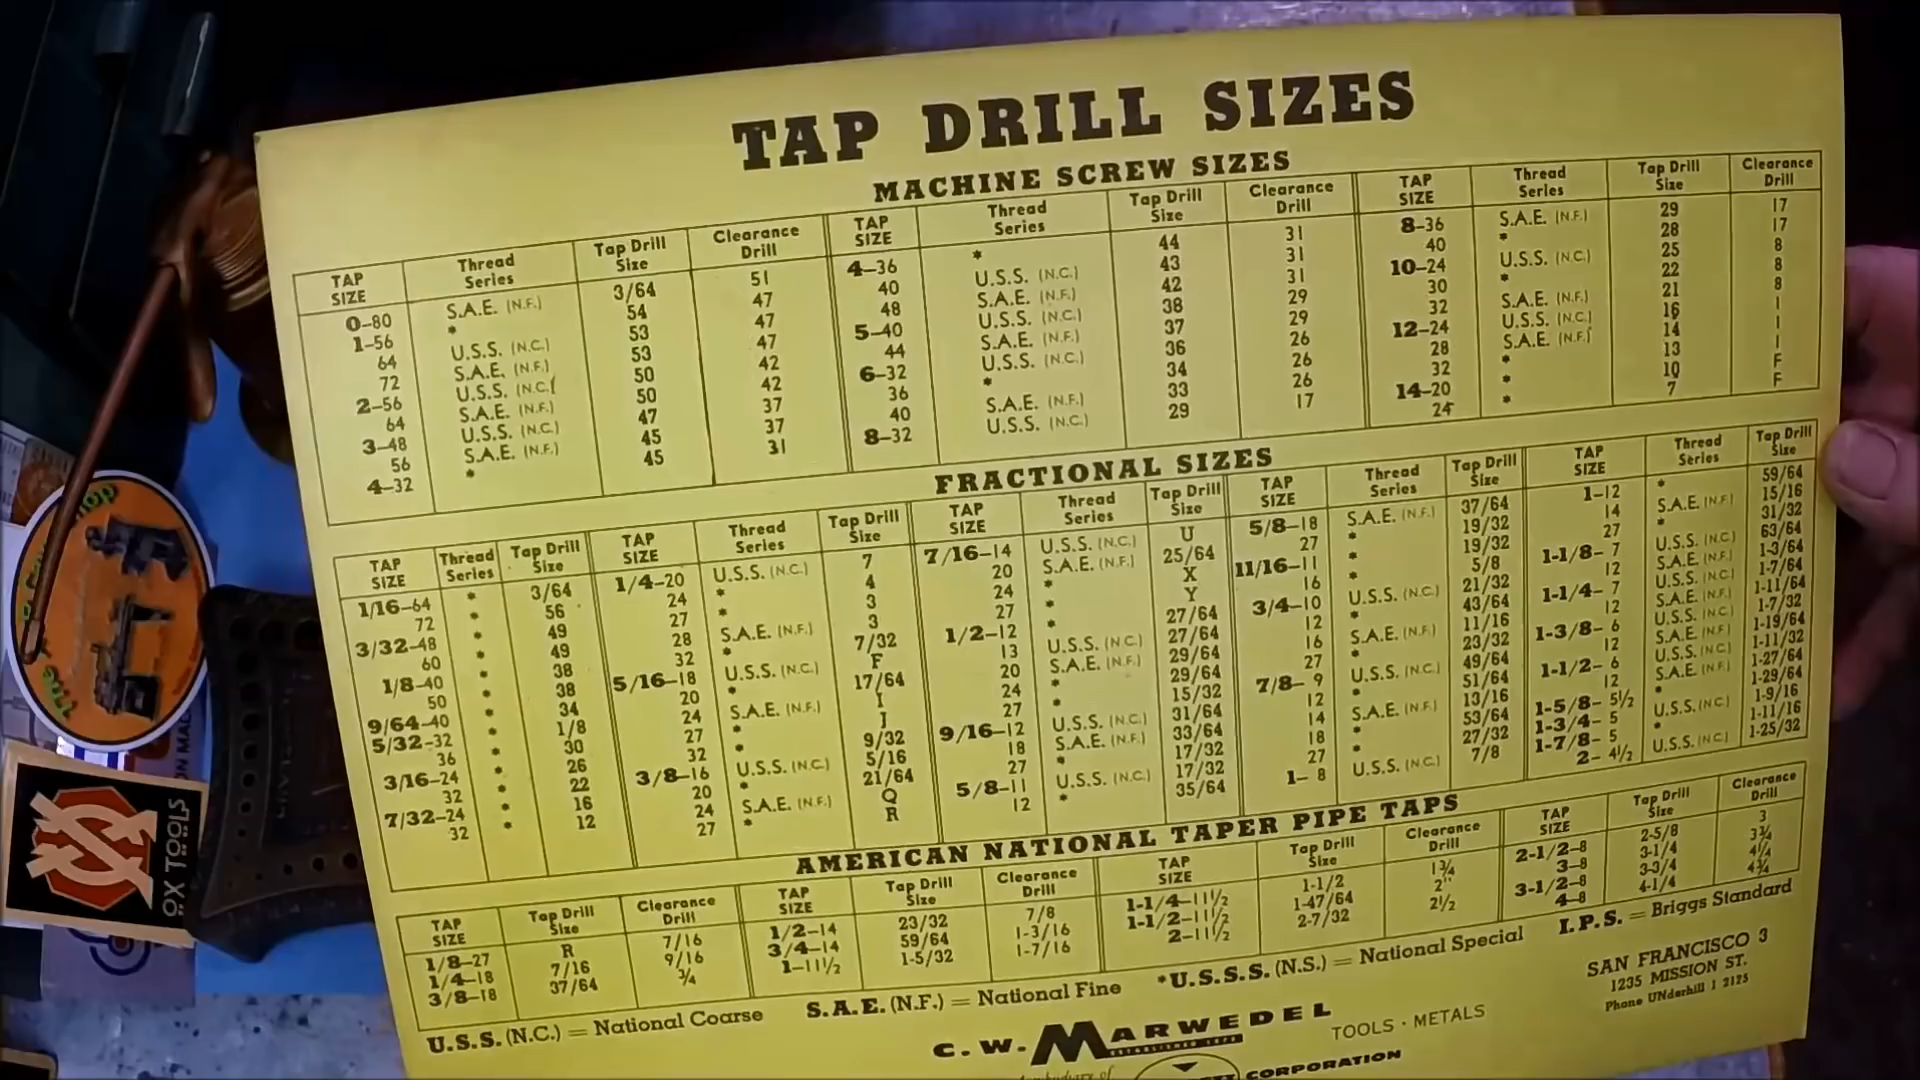 TAP DRILL SIZES
MACHINE SCREW SIZES
TAP SIZE Thread Series Tap Drill Size Clearance Drill
0-80 S.A.E. (N.F.) 3/64 51
1-56 * 54 47
64 U.S.S. (N.C.) 53 47
72 S.A.E. (N.F.) 53 47
2-56 U.S.S. (N.C.) 50 42
64 S.A.E. (N.F.) 50 42
3-48 U.S.S. (N.C.) 47 37
56 S.A.E. (N.F.) 45 37
4-32 * 45 31
TAP SIZE Thread Series Tap Drill Size Clearance Drill
4-36 * 44 31
40 U.S.S. (N.C.) 43 31
48 S.A.E. (N.F.) 42 31
5-40 U.S.S. (N.C.) 38 29
44 S.A.E. (N.F.) 37 29
6-32 U.S.S. (N.C.) 36 26
36 * 34 26
40 S.A.E. (N.F.) 33 26
8-32 U.S.S. (N.C.) 29 17
TAP SIZE Thread Series Tap Drill Size Clearance Drill
8-36 S.A.E. (N.F.) 29 17
40 * 28 17
10-24 U.S.S. (N.C.) 25 8
30 * 22 8
32 S.A.E. (N.F.) 21 8
12-24 U.S.S. (N.C.) 16 1
28 S.A.E. (N.F.) 14 1
32 * 13 1
14-20 * 10 F
24 * 7 F
FRACTIONAL SIZES
TAP SIZE Thread Series Tap Drill Size
1/16-64 * 3/64
72 * 56
3/32-48 * 49
60 * 49
1/8-40 * 38
50 * 38
9/64-40 * 34
5/32-32 * 1/8
36 * 30
3/16-24 * 26
32 * 22
7/32-24 * 16
32 * 12
TAP SIZE Thread Series Tap Drill Size
1/4-20 U.S.S. (N.C.) 7
24 * 4
27 * 3
28 S.A.E. (N.F.) 3
32 * 7/32
5/16-18 U.S.S. (N.C.) F
20 * 17/64
24 S.A.E. (N.F.) I
27 * J
32 * 9/32
3/8-16 U.S.S. (N.C.) 5/16
20 * 21/64
24 S.A.E. (N.F.) Q
27 * R
TAP SIZE Thread Series Tap Drill Size
7/16-14 U.S.S. (N.C.) U
20 S.A.E. (N.F.) 25/64
24 * X
27 * Y
1/2-12 * 27/64
13 U.S.S. (N.C.) 27/64
20 S.A.E. (N.F.) 29/64
24 * 29/64
27 * 15/32
9/16-12 U.S.S. (N.C.) 31/64
18 S.A.E. (N.F.) 33/64
27 * 17/32
5/8-11 U.S.S. (N.C.) 17/32
12 * 35/64
TAP SIZE Thread Series Tap Drill Size
5/8-18 S.A.E. (N.F.) 37/64
27 * 19/32
11/16-11 * 19/32
16 * 5/8
3/4-10 U.S.S. (N.C.) 21/32
12 * 43/64
16 S.A.E. (N.F.) 11/16
27 * 23/32
7/8- 9 U.S.S. (N.C.) 49/64
12 * 51/64
14 S.A.E. (N.F.) 13/16
18 * 53/64
27 * 27/32
1- 8 U.S.S. (N.C.) 7/8
TAP SIZE Thread Series Tap Drill Size
1-12 * 59/64
14 S.A.E. (N.F.) 15/16
27 * 31/32
1-1/8- 7 U.S.S. (N.C.) 63/64
12 S.A.E. (N.F.) 1-3/64
1-1/4- 7 U.S.S. (N.C.) 1-7/64
12 S.A.E. (N.F.) 1-11/64
1-3/8- 6 U.S.S. (N.C.) 1-7/32
12 S.A.E. (N.F.) 1-19/64
1-1/2- 6 U.S.S. (N.C.) 1-11/32
12 S.A.E. (N.F.) 1-27/64
1-5/8- 5½ * 1-29/64
1-3/4- 5 U.S.S. (N.C.) 1-9/16
1-7/8- 5 * 1-11/16
2- 4½ U.S.S. (N.C.) 1-25/32
AMERICAN NATIONAL TAPER PIPE TAPS
TAP SIZE Tap Drill Size Clearance Drill
1/8-27 R 7/16
1/4-18 7/16 9/16
3/8-18 37/64 ¾
TAP SIZE Tap Drill Size Clearance Drill
1/2-14 23/32 7/8
3/4-14 59/64 1-3/16
1-11½ 1-5/32 1-7/16
TAP SIZE Tap Drill Size Clearance Drill
1-1/4-11½ 1-1/2 1¾
1-1/2-11½ 1-47/64 2"
2-11½ 2-7/32 2½
TAP SIZE Tap Drill Size Clearance Drill
2-1/2-8 2-5/8 3
3-8 3-1/4 3¾
3-1/2-8 3-3/4 4¼
4-8 4-1/4 4¾
U.S.S. (N.C.) = National Coarse S.A.E. (N.F.) = National Fine *U.S.S.S. (N.S.) = National Special I.P.S. = Briggs Standard
C. W. MARWEDEL
ESTABLISHED 1872
TOOLS · METALS
SAN FRANCISCO 3
1235 MISSION ST.
Phone UNderhill 1 2125
CORPORATION
OX TOOLS